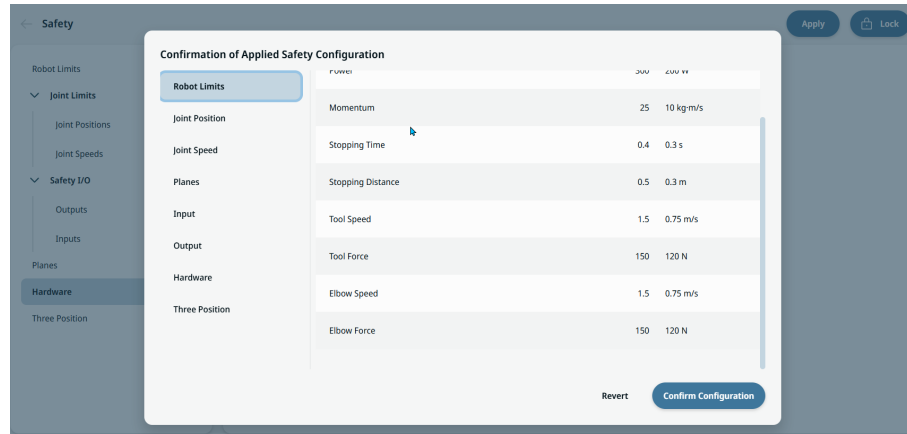 Safety
Apply
Lock
Confirmation of Applied Safety Configuration
Robot Limits
Joint Limits
Joint Positions
Joint Speeds
Safety I/O
Outputs
Inputs
Planes
Hardware
Three Position
Robot Limits
Joint Position
Joint Speed
Planes
Input
Output
Hardware
Three Position
Power 300 200 W
Momentum 25 10 kg-m/s
Stopping Time 0.4 0.3 s
Stopping Distance 0.5 0.3 m
Tool Speed 1.5 0.75 m/s
Tool Force 150 120 N
Elbow Speed 1.5 0.75 m/s
Elbow Force 150 120 N
Revert
Confirm Configuration